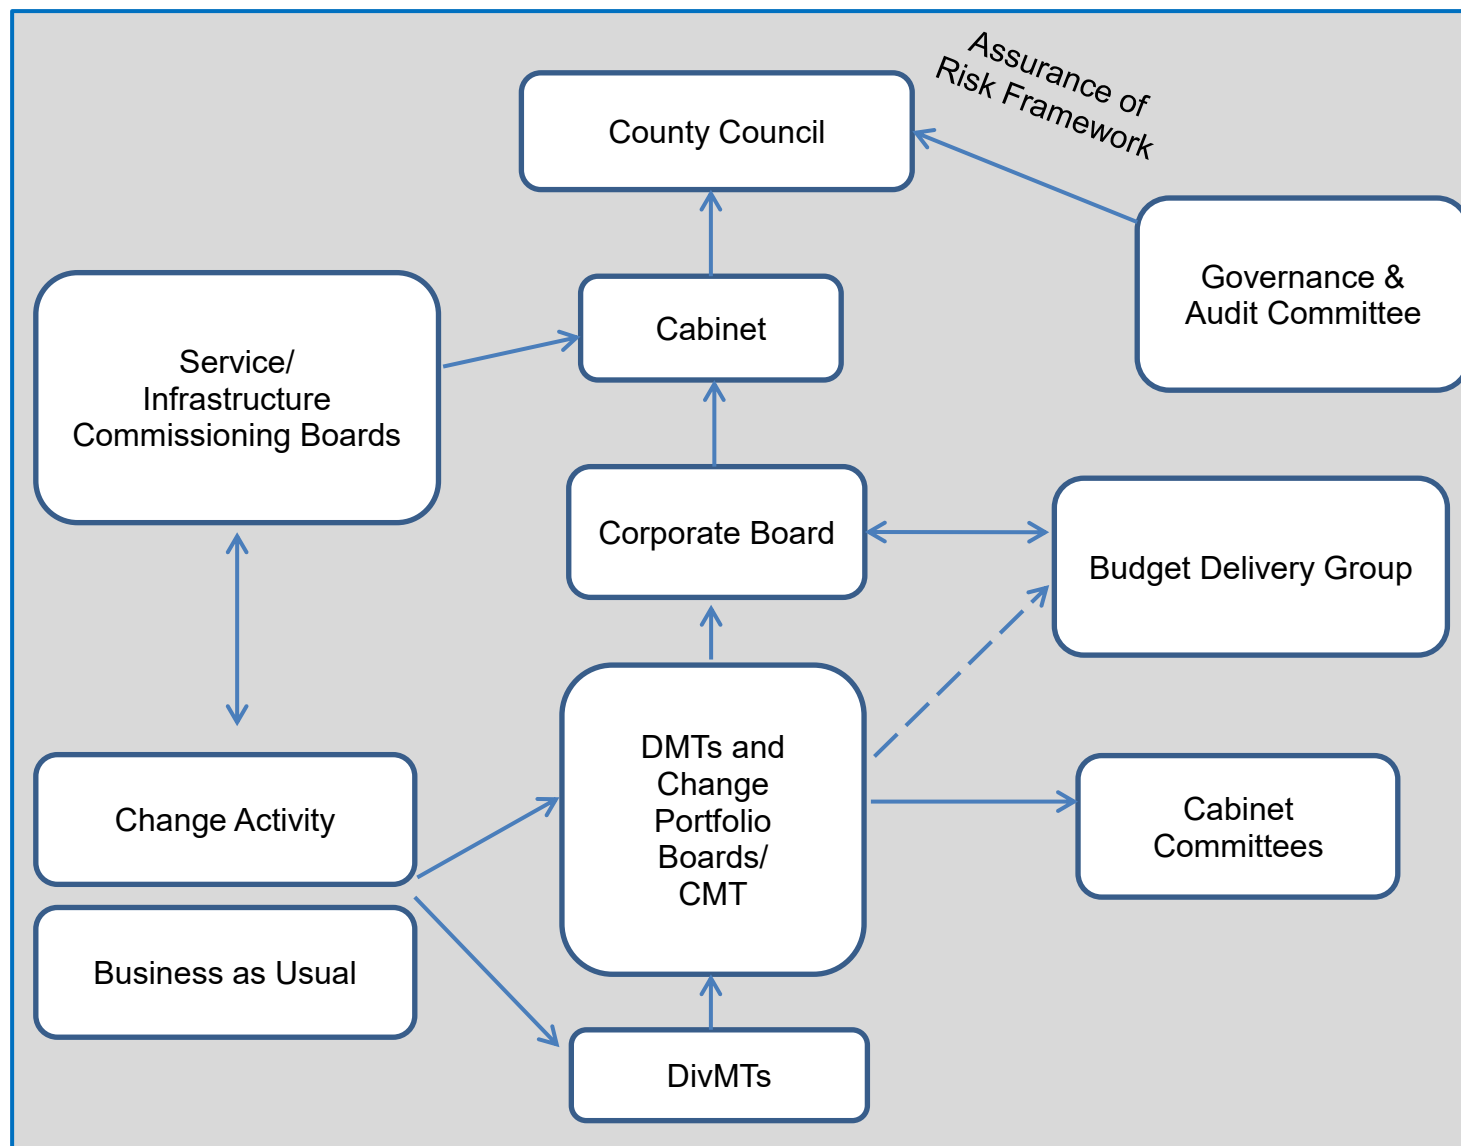 Assurance of
Risk Framework
County Council
Governance &
Audit Committee
Cabinet
Service/
Infrastructure
Commissioning Boards
Corporate Board
Budget Delivery Group
DMTs and
Change
Portfolio
Boards/
CMT
Change Activity
Cabinet
Committees
Business as Usual
DivMTs